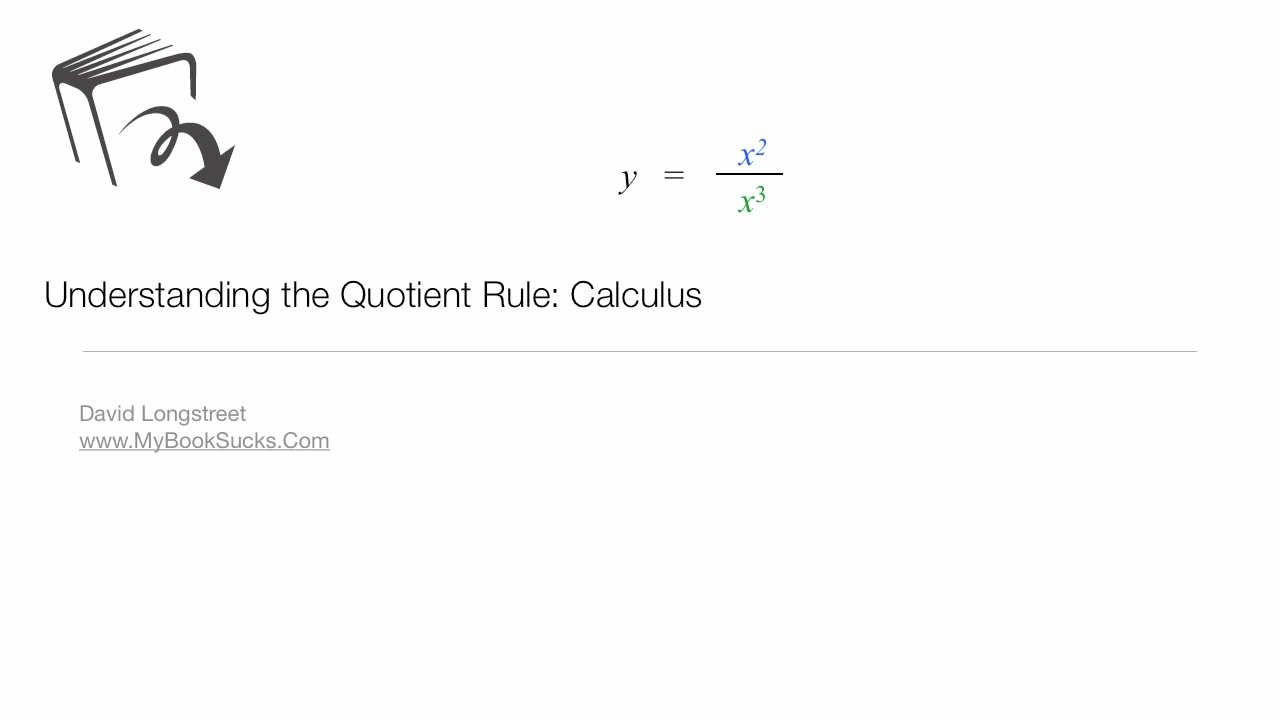 y = x²/x³
Understanding the Quotient Rule: Calculus
David Longstreet
www.MyBookSucks.Com